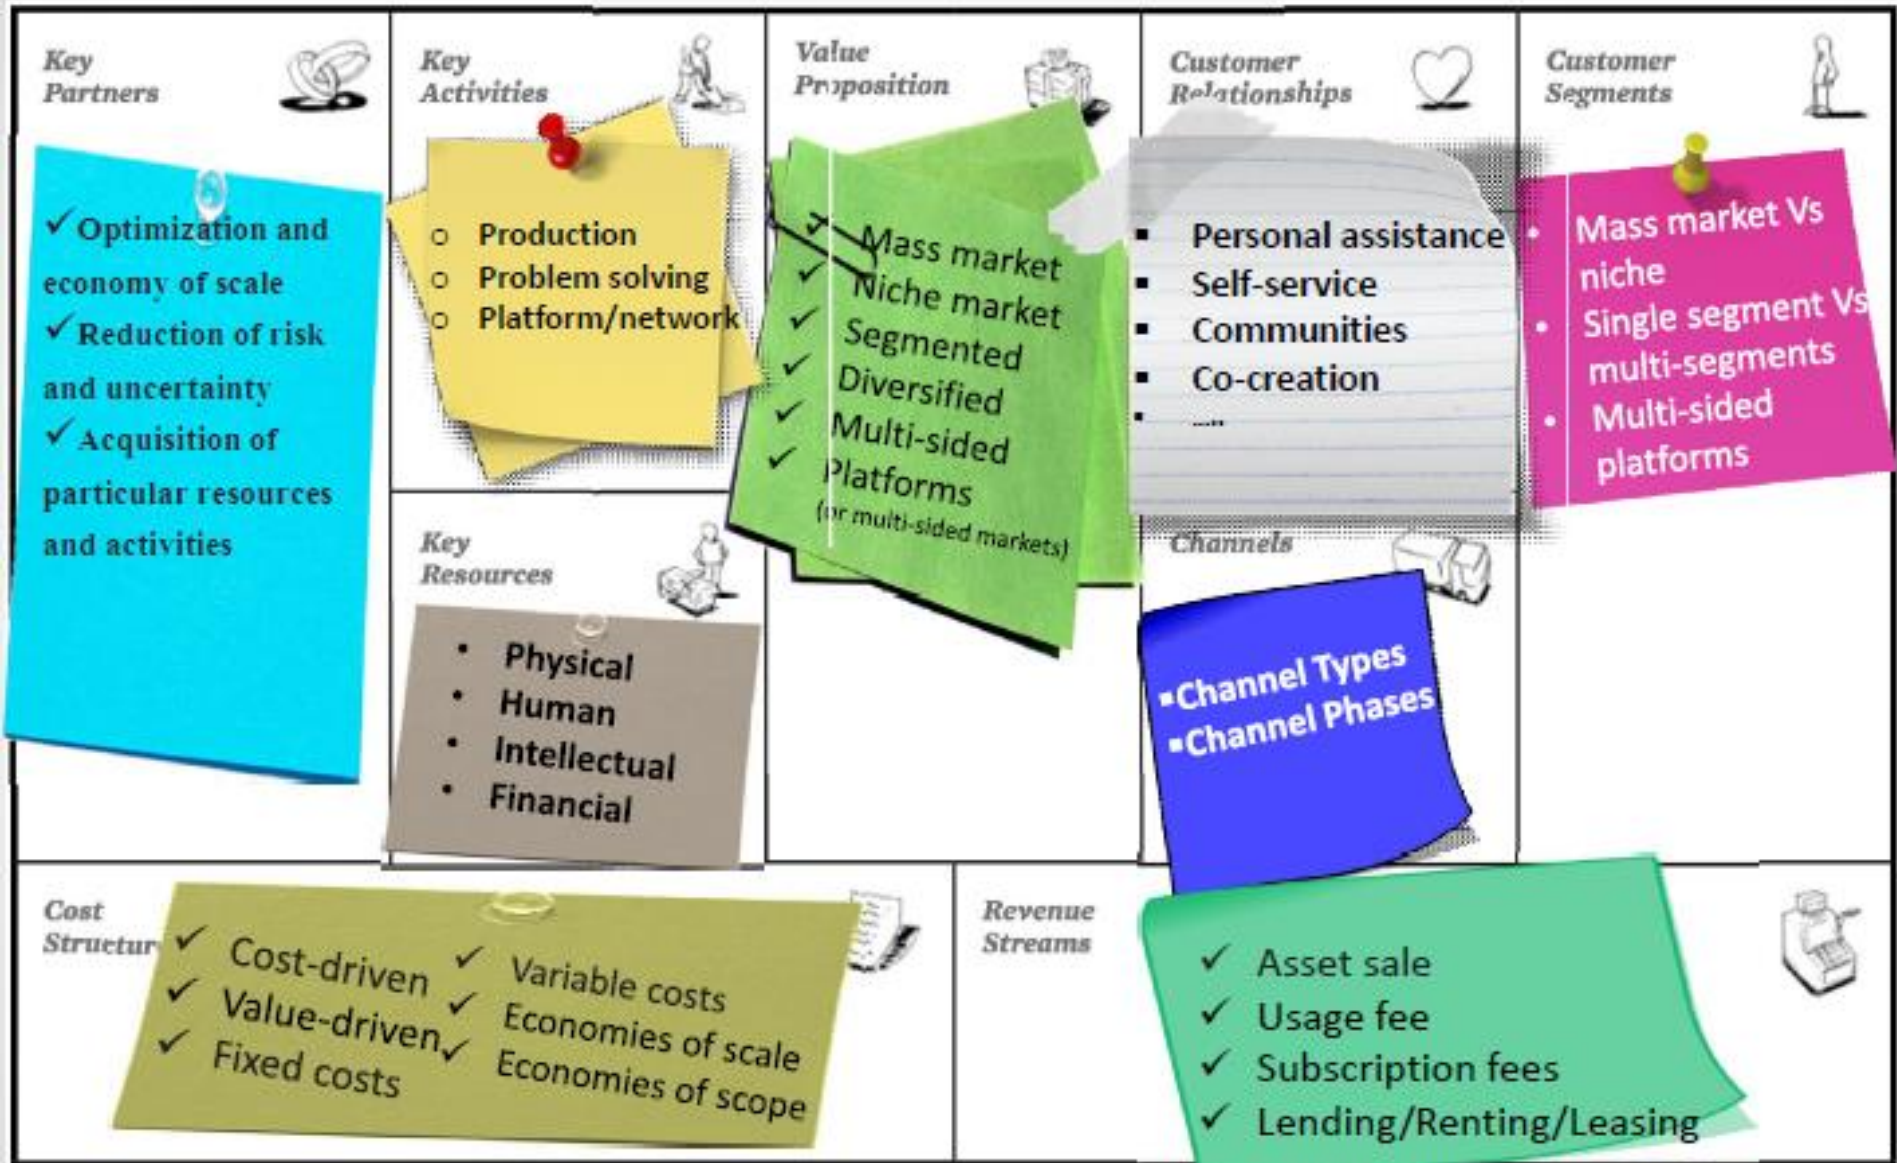 Key
Partners
✓Optimization and
economy of scale
✓Reduction of risk
and uncertainty
✓Acquisition of
particular resources
and activities
Key
Activities
o Production
o Problem solving
o Platform/network
Key
Resources
• Physical
• Human
• Intellectual
• Financial
Value
Proposition
✓ Mass market
✓ Niche market
✓ Segmented
✓ Diversified
✓ Multi-sided
✓ Platforms
(or multi-sided markets)
Customer
Relationships
▪ Personal assistance
▪ Self-service
▪ Communities
▪ Co-creation
▪ .....
Channels
▪Channel Types
▪Channel Phases
Customer
Segments
• Mass market Vs
niche
• Single segment Vs
multi-segments
• Multi-sided
platforms
Cost
Structur
✓ Cost-driven
✓ Value-driven
✓ Fixed costs
✓ Variable costs
✓ Economies of scale
✓ Economies of scope
Revenue
Streams
✓ Asset sale
✓ Usage fee
✓ Subscription fees
✓ Lending/Renting/Leasing